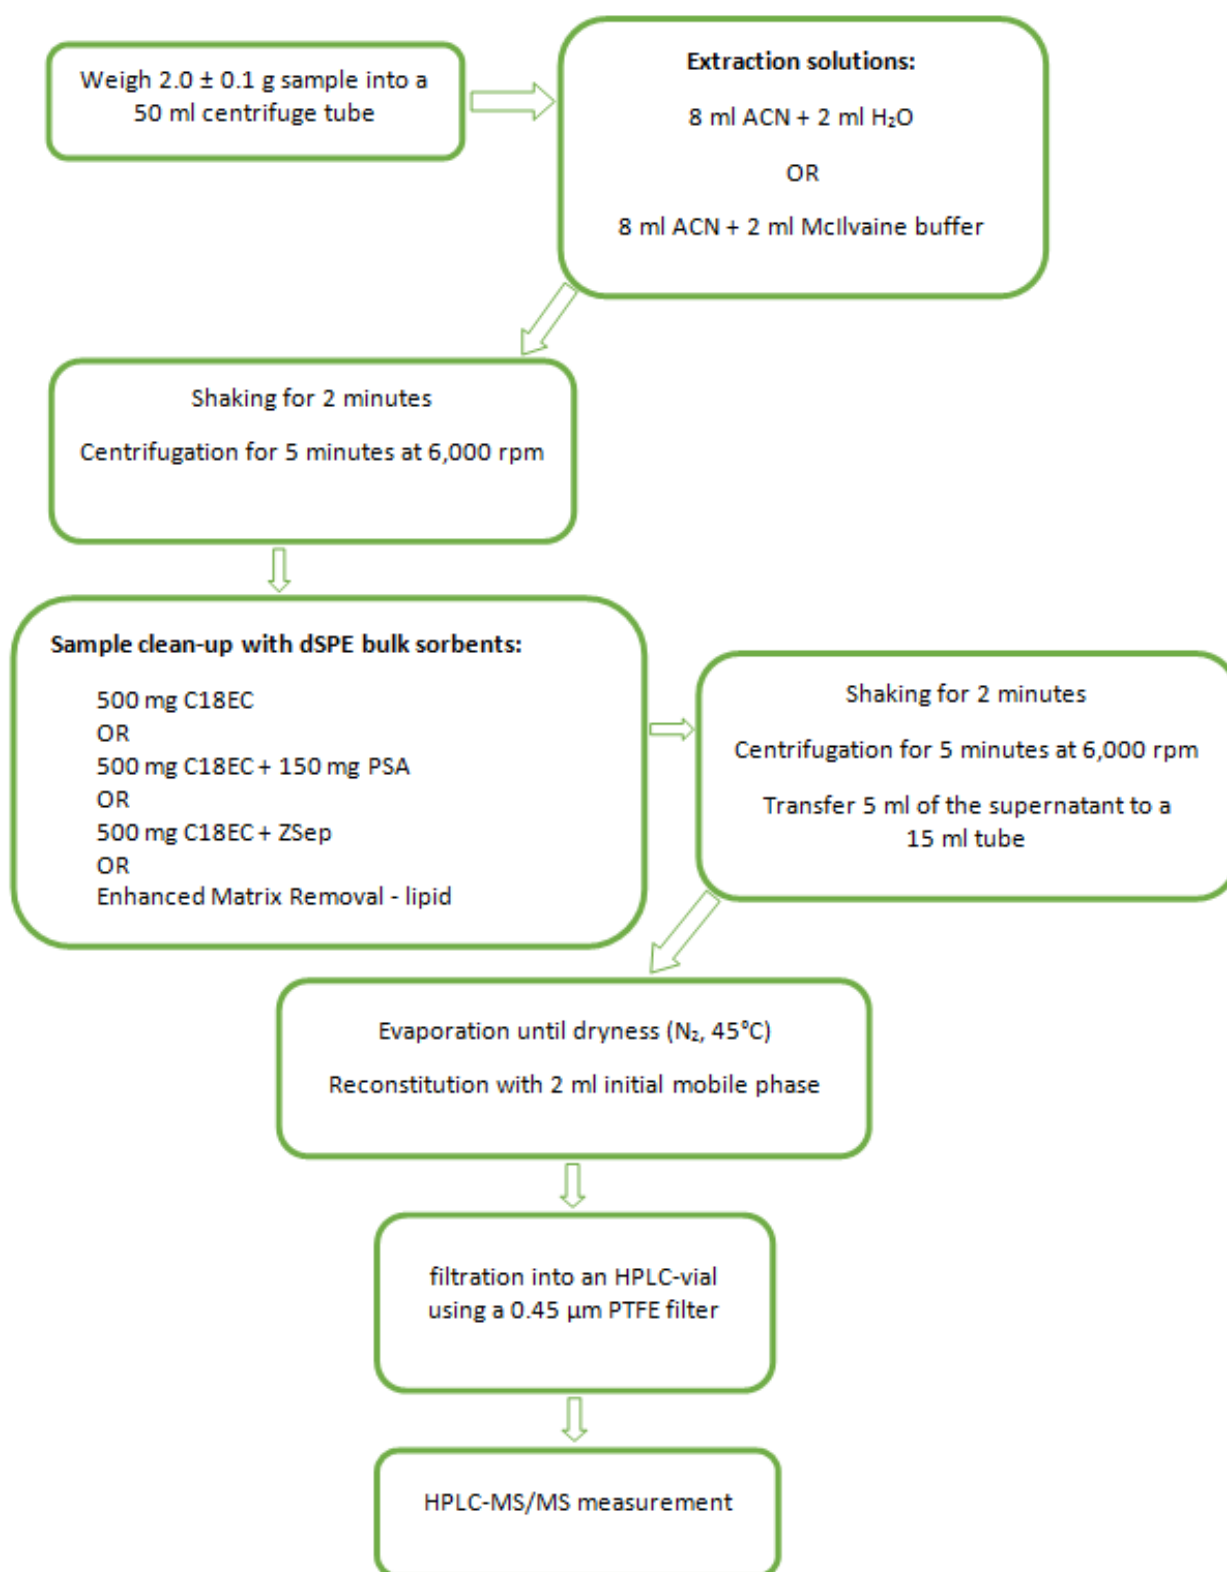 Weigh 2.0 ± 0.1 g sample into a
50 ml centrifuge tube
Extraction solutions:
8 ml ACN + 2 ml H₂O
OR
8 ml ACN + 2 ml McIlvaine buffer
Shaking for 2 minutes
Centrifugation for 5 minutes at 6,000 rpm
Sample clean-up with dSPE bulk sorbents:
500 mg C18EC
OR
500 mg C18EC + 150 mg PSA
OR
500 mg C18EC + ZSep
OR
Enhanced Matrix Removal - lipid
Shaking for 2 minutes
Centrifugation for 5 minutes at 6,000 rpm
Transfer 5 ml of the supernatant to a
15 ml tube
Evaporation until dryness (N₂, 45°C)
Reconstitution with 2 ml initial mobile phase
filtration into an HPLC-vial
using a 0.45 µm PTFE filter
HPLC-MS/MS measurement